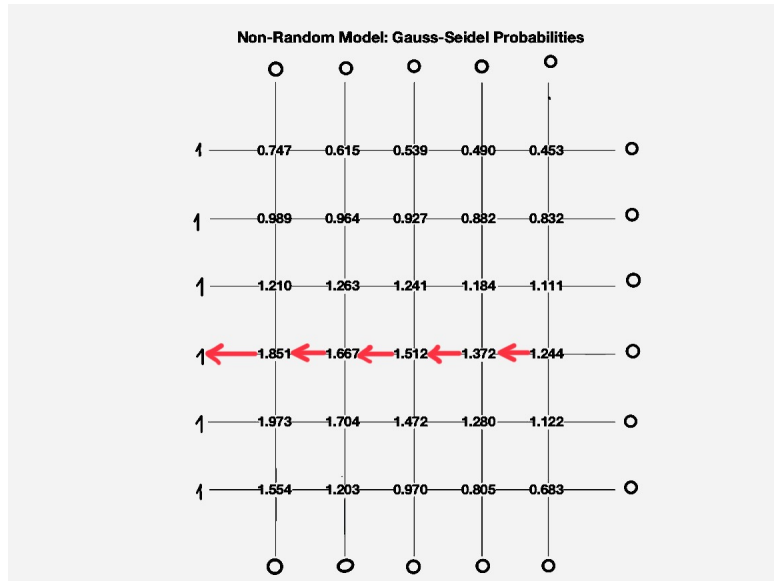 Non-Random Model: Gauss-Seidel Probabilities
0 0 0 0 0
1 0.747 0.615 0.539 0.490 0.453 0
1 0.989 0.964 0.927 0.882 0.832 0
1 1.210 1.263 1.241 1.184 1.111 0
1 1.851 1.667 1.512 1.372 1.244 0
1 1.973 1.704 1.472 1.280 1.122 0
1 1.554 1.203 0.970 0.805 0.683 0
0 0 0 0 0